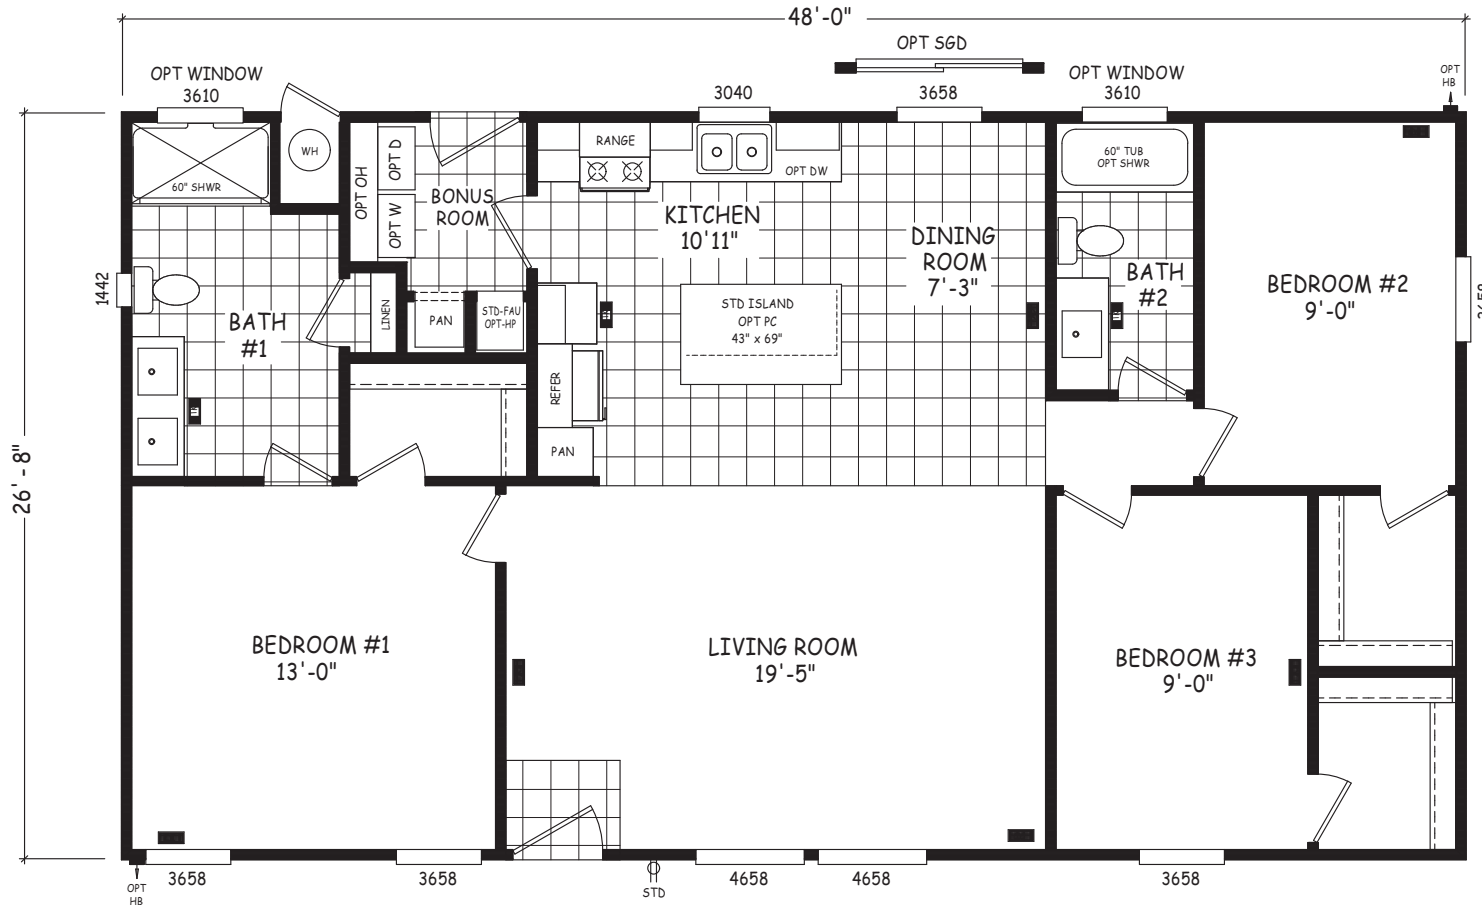 48'-0"
OPT SGD
OPT WINDOW
3610
3040
3658
OPT WINDOW
3610
OPT
HB
60" SHWR
WH
OPT OH
OPT D
OPT W
BONUS
ROOM
RANGE
OPT DW
KITCHEN
10'11"
DINING
ROOM
7'-3"
60" TUB
OPT SHWR
BATH
#2
BEDROOM #2
9'-0"
3658
1442
BATH
#1
LINEN
PAN
STD-FAU
OPT-HP
STD ISLAND
OPT PC
43" x 69"
REFER
PAN
26'-8"
BEDROOM #1
13'-0"
LIVING ROOM
19'-5"
BEDROOM #3
9'-0"
OPT
HB
3658
3658
STD
4658
4658
3658